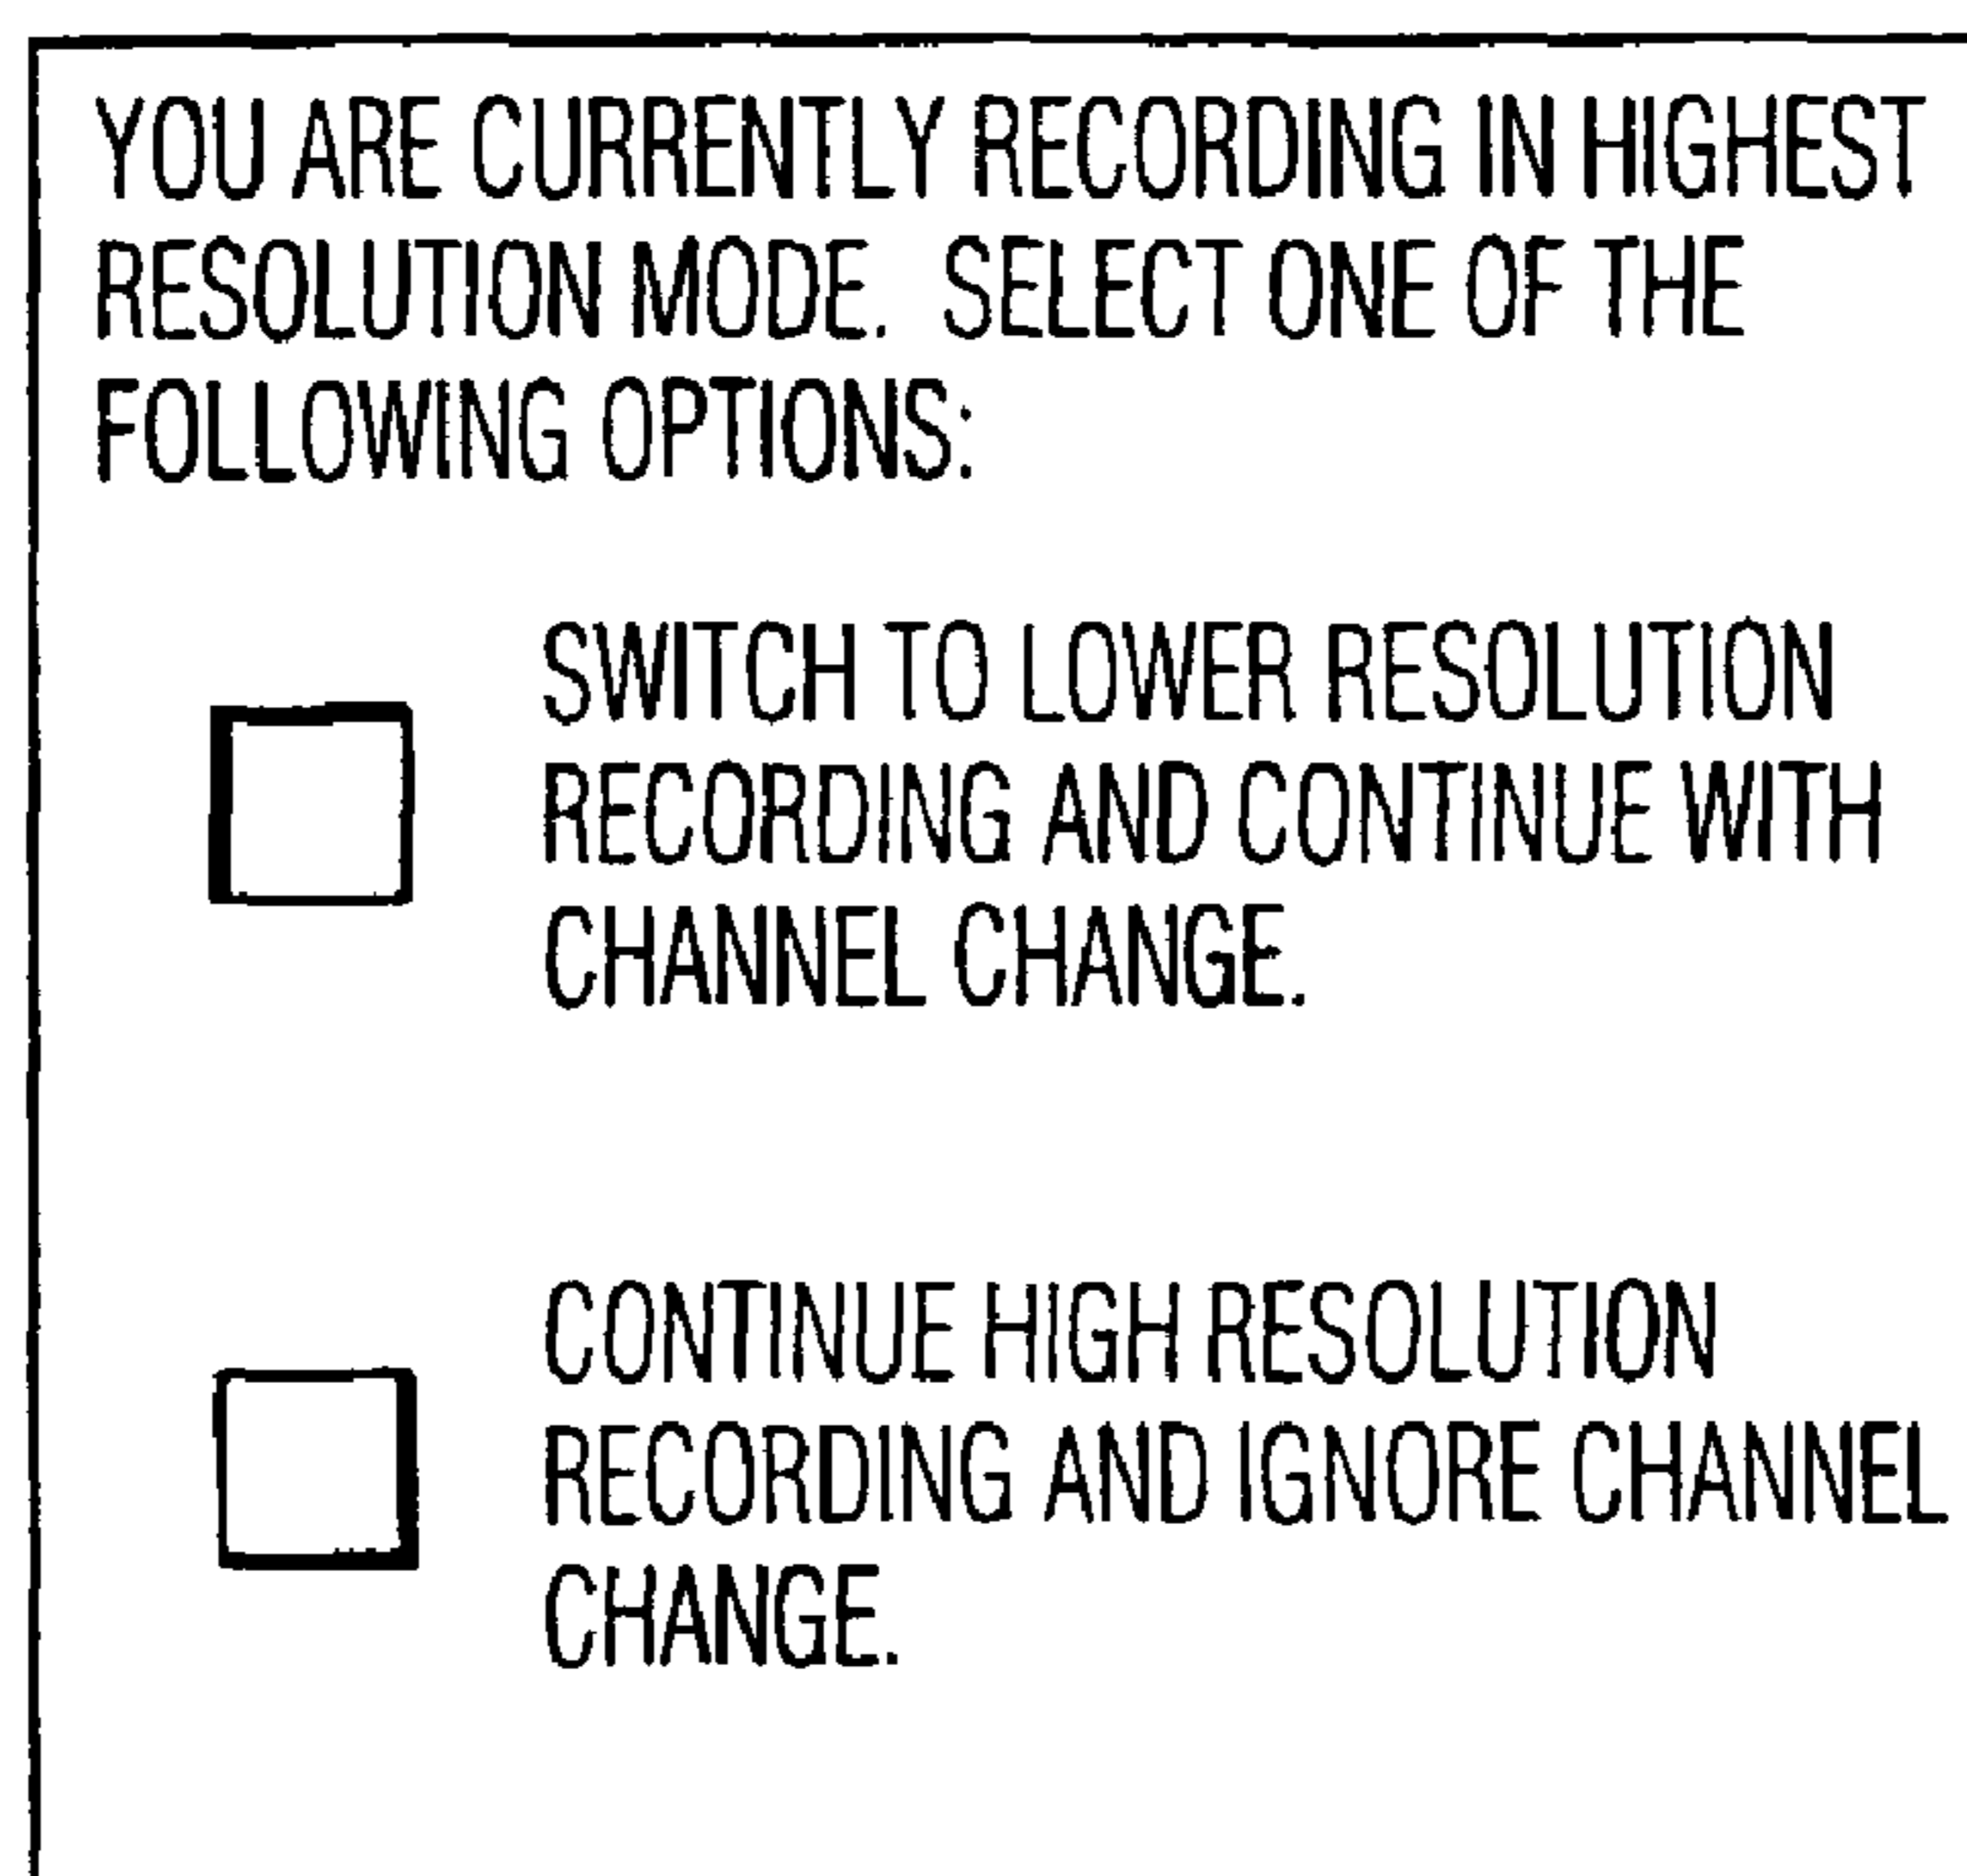 YOU ARE CURRENTLY RECORDING IN HIGHEST
RESOLUTION MODE. SELECT ONE OF THE
FOLLOWING OPTIONS:
SWITCH TO LOWER RESOLUTION
RECORDING AND CONTINUE WITH
CHANNEL CHANGE.
CONTINUE HIGH RESOLUTION
RECORDING AND IGNORE CHANNEL
CHANGE.